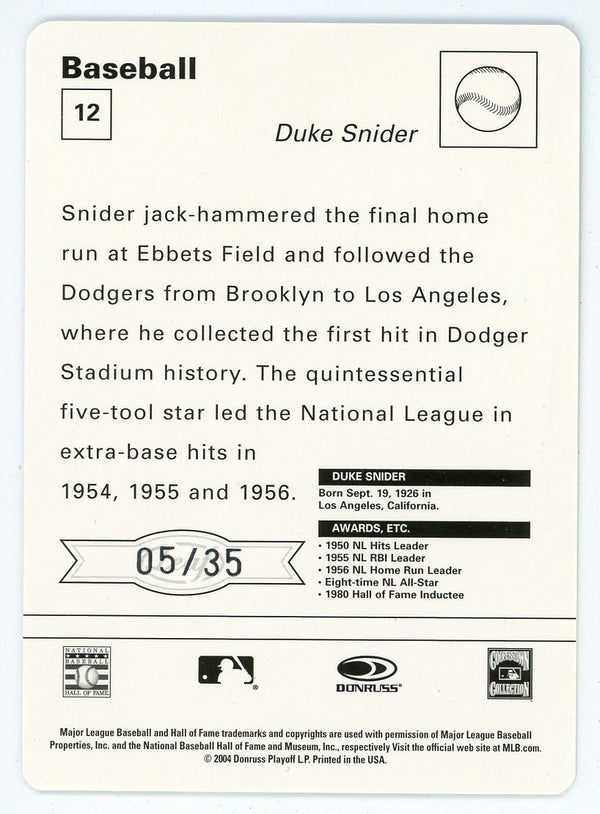 Baseball
12
Duke Snider
Snider jack-hammered the final home
run at Ebbets Field and followed the
Dodgers from Brooklyn to Los Angeles,
where he collected the first hit in Dodger
Stadium history. The quintessential
five-tool star led the National League in
extra-base hits in
1954, 1955 and 1956.
DUKE SNIDER
Born Sept. 19, 1926 in
Los Angeles, California.
AWARDS, ETC.
• 1950 NL Hits Leader
• 1955 NL RBI Leader
• 1956 NL Home Run Leader
• Eight-time NL All-Star
• 1980 Hall of Fame Inductee
05/35
NATIONAL
BASEBALL
HALL OF FAME
DONRUSS®
COOPERSTOWN
COLLECTION
Major League Baseball and Hall of Fame trademarks and copyrights are used with permission of Major League Baseball
Properties, Inc. and the National Baseball Hall of Fame and Museum, Inc., respectively Visit the official web site at MLB.com.
© 2004 Donruss Playoff L.P. Printed in the USA.